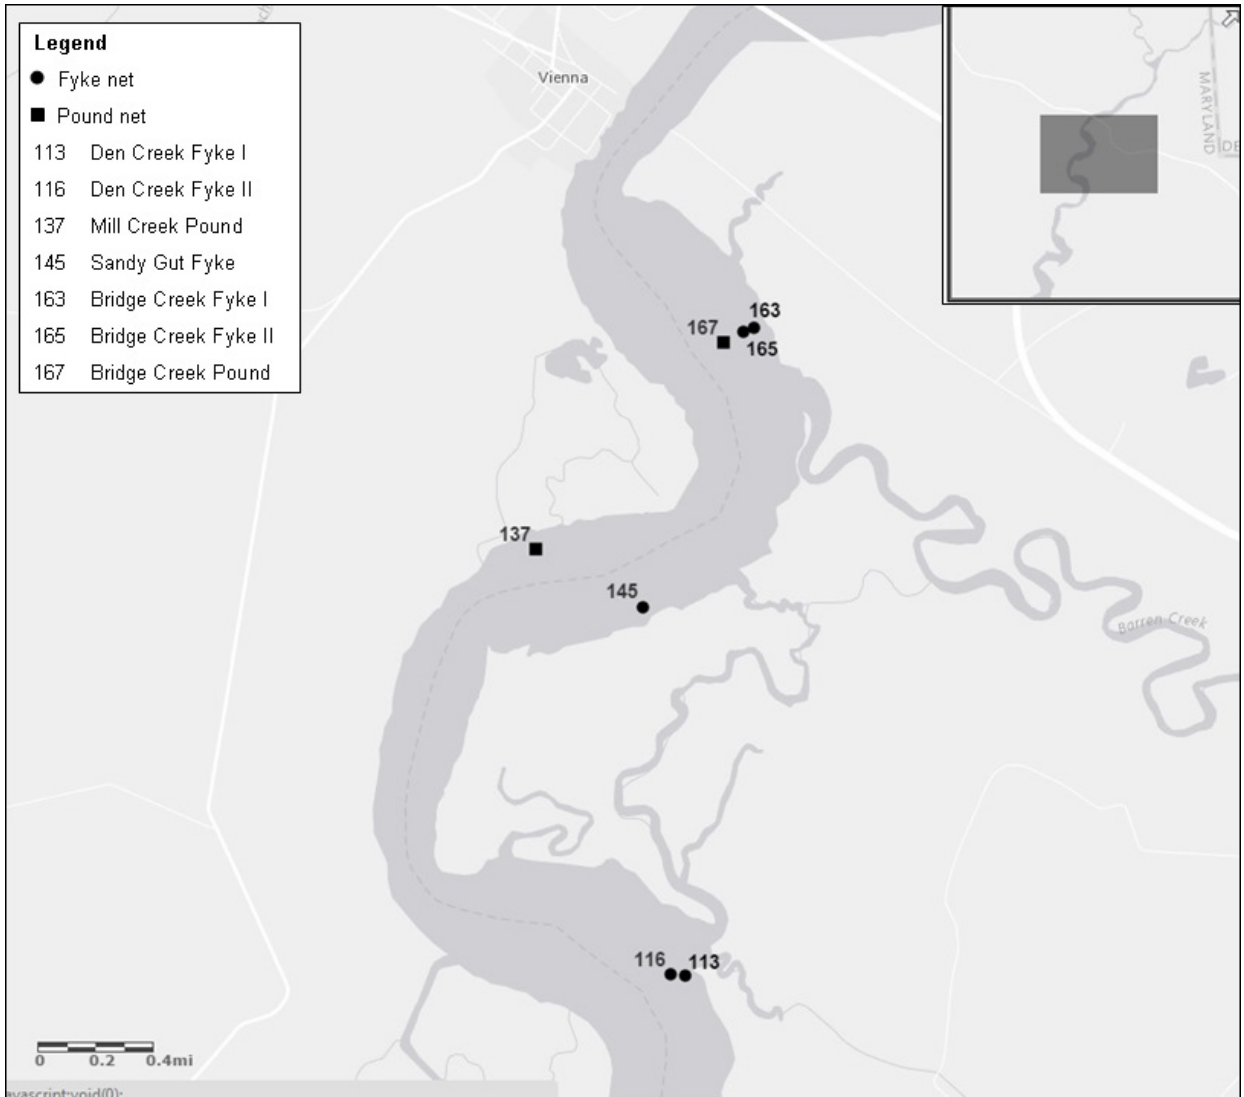 Legend
Fyke net
Pound net
113 Den Creek Fyke I
116 Den Creek Fyke II
137 Mill Creek Pound
145 Sandy Gut Fyke
163 Bridge Creek Fyke I
165 Bridge Creek Fyke II
167 Bridge Creek Pound
Vienna
MARYLAND
DE
163
167
165
137
145
Barren Creek
116 113
0 0.2 0.4mi
avascript:void(0);